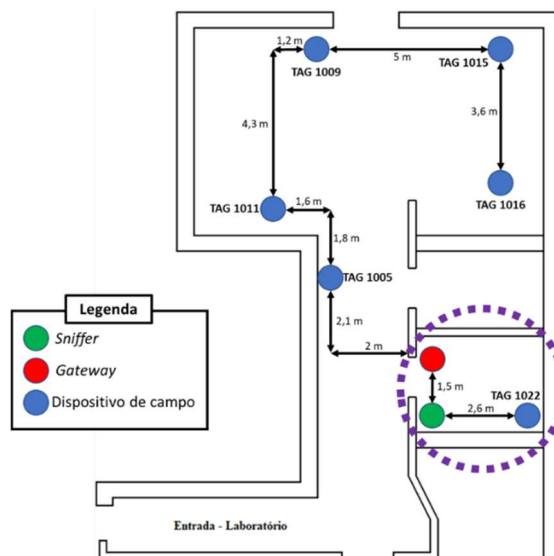 1,2 m
TAG 1009
5 m
TAG 1015
4,3 m
3,6 m
TAG 1011
1,6 m
TAG 1016
1,8 m
TAG 1005
2,1 m
2 m
Legenda
Sniffer
Gateway
Dispositivo de campo
1,5 m
TAG 1022
2,6 m
Entrada - Laboratório